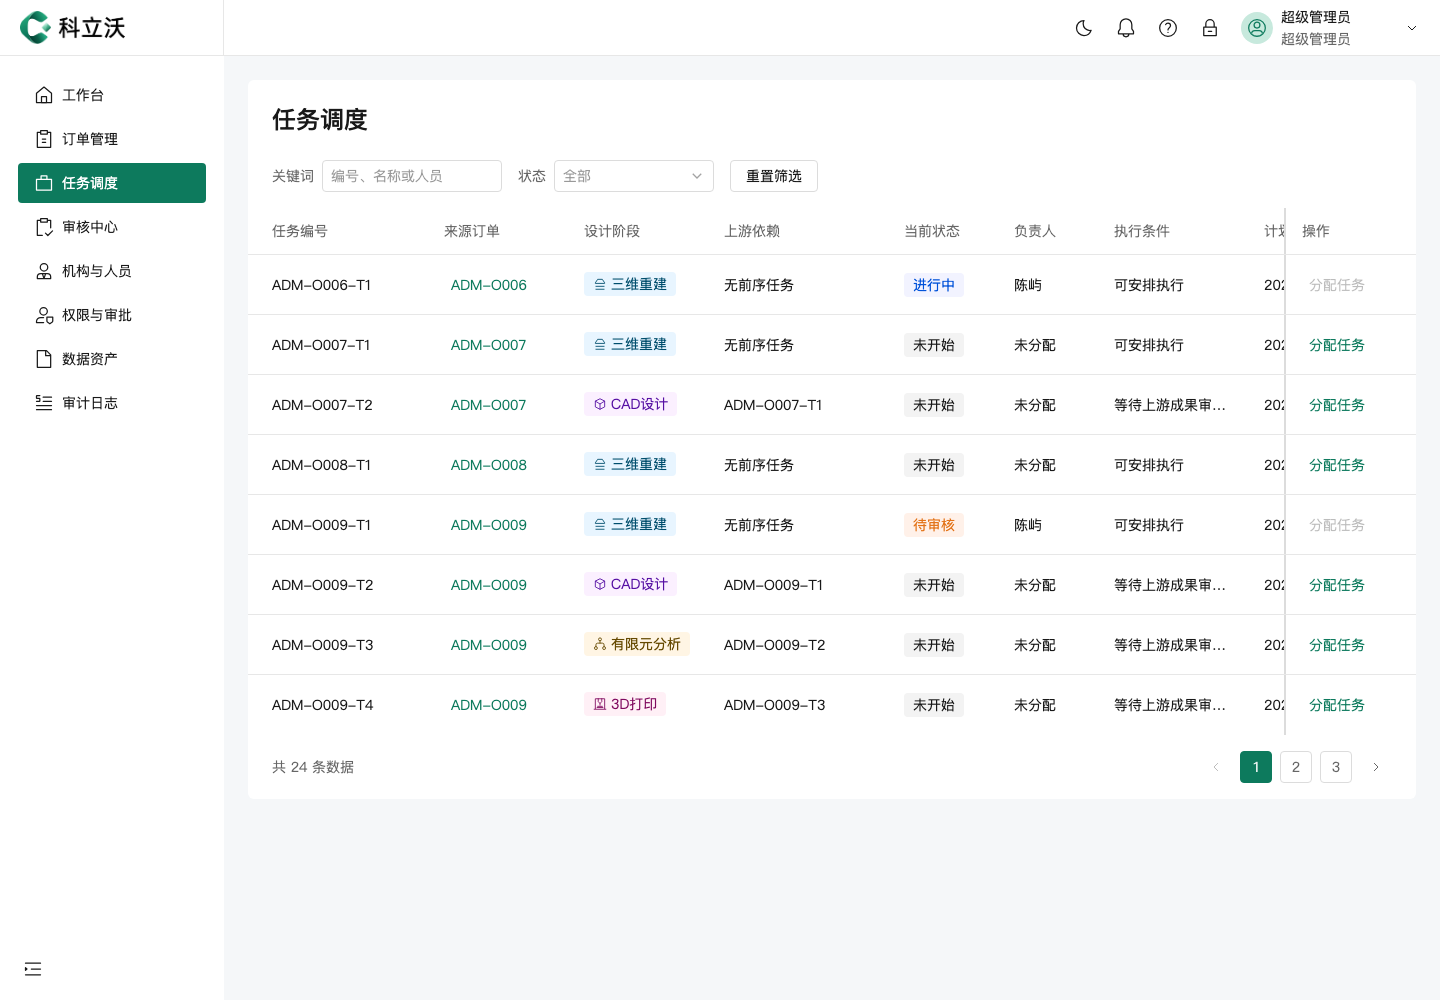 科立沃
超级管理员
超级管理员
工作台
订单管理
任务调度
审核中心
机构与人员
权限与审批
数据资产
审计日志
任务调度
关键词 编号、名称或人员 状态 全部 重置筛选
任务编号 来源订单 设计阶段 上游依赖 当前状态 负责人 执行条件 计 操作
ADM-O006-T1 ADM-O006 三维重建 无前序任务 进行中 陈屿 可安排执行 202 分配任务
ADM-O007-T1 ADM-O007 三维重建 无前序任务 未开始 未分配 可安排执行 202 分配任务
ADM-O007-T2 ADM-O007 CAD设计 ADM-O007-T1 未开始 未分配 等待上游成果审... 202 分配任务
ADM-O008-T1 ADM-O008 三维重建 无前序任务 未开始 未分配 可安排执行 202 分配任务
ADM-O009-T1 ADM-O009 三维重建 无前序任务 待审核 陈屿 可安排执行 202 分配任务
ADM-O009-T2 ADM-O009 CAD设计 ADM-O009-T1 未开始 未分配 等待上游成果审... 202 分配任务
ADM-O009-T3 ADM-O009 有限元分析 ADM-O009-T2 未开始 未分配 等待上游成果审... 202 分配任务
ADM-O009-T4 ADM-O009 3D打印 ADM-O009-T3 未开始 未分配 等待上游成果审... 202 分配任务
共 24 条数据 1 2 3